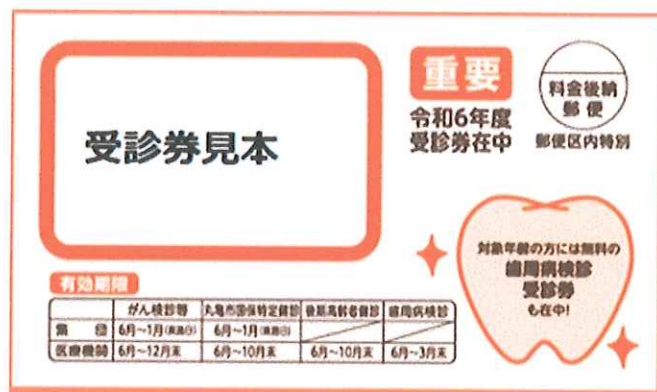 重要
料金後納
郵便
令和6年度
受診券在中
郵便区内特別
受診券見本
対象年齢の方には無料の
歯周病検診
受診券
も在中!
有効期限
がん検診等 丸亀市国保特定健診 後期高齢者健診 歯周病検診
集団 6月~1月(最終日) 6月~1月(最終日)
医療機関 6月~12月末 6月~10月末 6月~10月末 6月~3月末